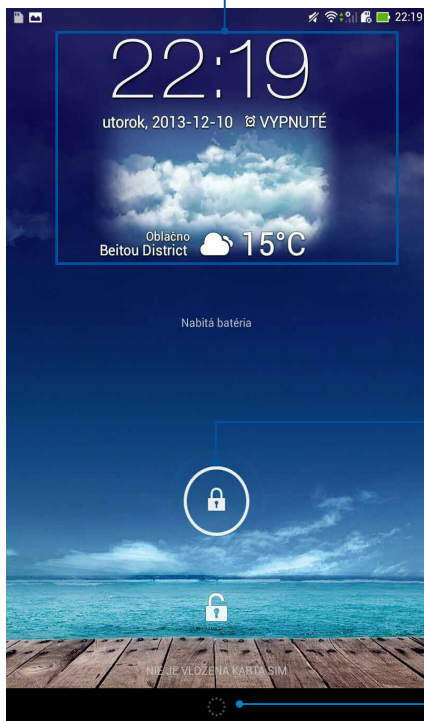 22:19
22:19
utorok, 2013-12-10 VYPNUTÉ
Oblačno
Beitou District 15°C
Nabitá batéria
NIE JE VLOŽENÁ KARTA SIM